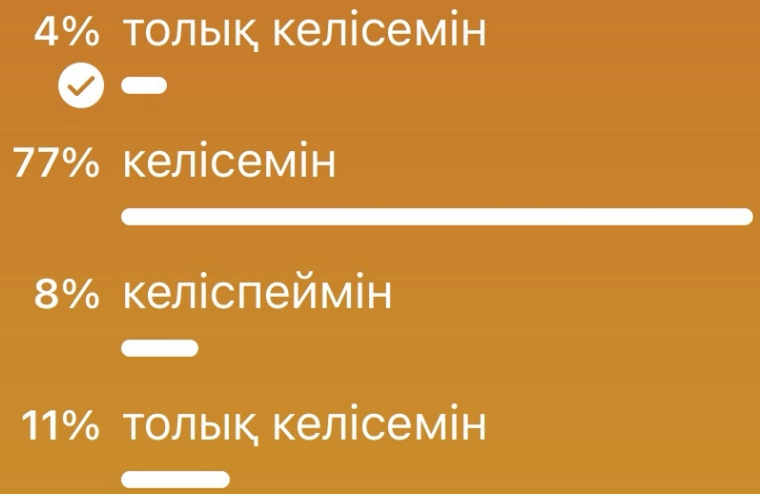 4% толық келісемін
77% келісемін
8% келіспеймін
11% толық келісемін